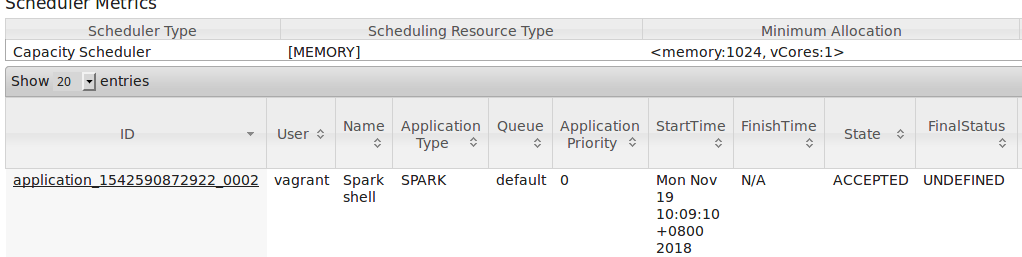 Scheduler Metrics
Scheduler Type Scheduling Resource Type Minimum Allocation
Capacity Scheduler [MEMORY] <memory:1024, vCores:1>
Show 20 entries
ID User Name Application Type Queue Application Priority StartTime FinishTime State FinalStatus
application_1542590872922_0002 vagrant Spark shell SPARK default 0 Mon Nov 19 10:09:10 +0800 2018 N/A ACCEPTED UNDEFINED